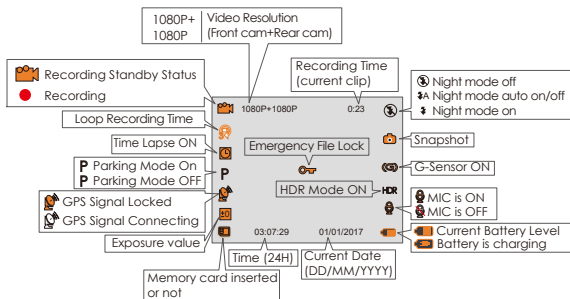 1080P+
1080P
Video Resolution
(Front cam+Rear cam)
Recording Time
(current clip)
Recording Standby Status
Recording
Night mode off
A Night mode auto on/off
Night mode on
1080P+1080P
0:23
Loop Recording Time
Time Lapse ON
Emergency File Lock
Snapshot
P Parking Mode On
P Parking Mode OFF
P
G-Sensor ON
HDR Mode ON
HDR
GPS Signal Locked
GPS Signal Connecting
MIC is ON
MIC is OFF
Exposure value
±0
03:07:29
01/01/2017
Current Battery Level
Battery is charging
Time (24H)
Current Date
(DD/MM/YYYY)
Memory card inserted
or not